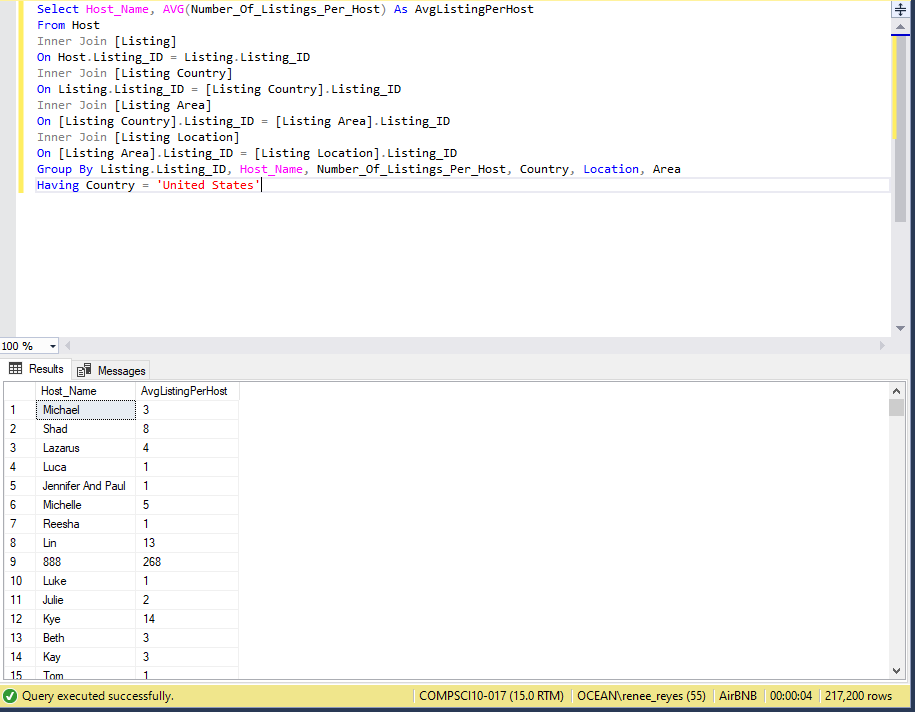 Select Host_Name, AVG(Number_Of_Listings_Per_Host) As AvgListingPerHost
From Host
Inner Join [Listing]
On Host.Listing_ID = Listing.Listing_ID
Inner Join [Listing Country]
On Listing.Listing_ID = [Listing Country].Listing_ID
Inner Join [Listing Area]
On [Listing Country].Listing_ID = [Listing Area].Listing_ID
Inner Join [Listing Location]
On [Listing Area].Listing_ID = [Listing Location].Listing_ID
Group By Listing.Listing_ID, Host_Name, Number_Of_Listings_Per_Host, Country, Location, Area
Having Country = 'United States'
100 %
Results Messages
Host_Name AvgListingPerHost
1 Michael 3
2 Shad 8
3 Lazarus 4
4 Luca 1
5 Jennifer And Paul 1
6 Michelle 5
7 Reesha 1
8 Lin 13
9 888 268
10 Luke 1
11 Julie 2
12 Kye 14
13 Beth 3
14 Kay 3
15 Tom 1
Query executed successfully. COMPSCI10-017 (15.0 RTM) OCEAN\renee_reyes (55) AirBNB 00:00:04 217,200 rows